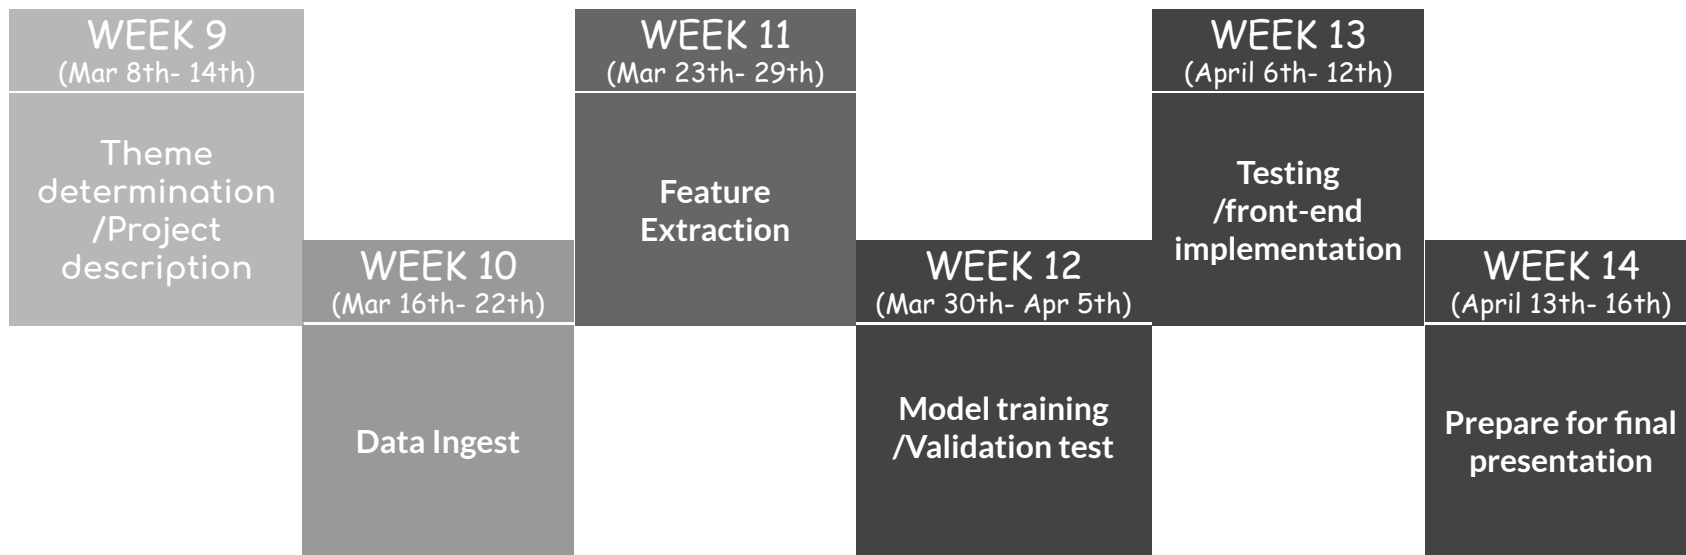 WEEK 9
(Mar 8th- 14th)
Theme
determination
/Project
description
WEEK 10
(Mar 16th- 22th)
Data Ingest
WEEK 11
(Mar 23th- 29th)
Feature
Extraction
WEEK 12
(Mar 30th- Apr 5th)
Model training
/Validation test
WEEK 13
(April 6th- 12th)
Testing
/front-end
implementation
WEEK 14
(April 13th- 16th)
Prepare for final
presentation